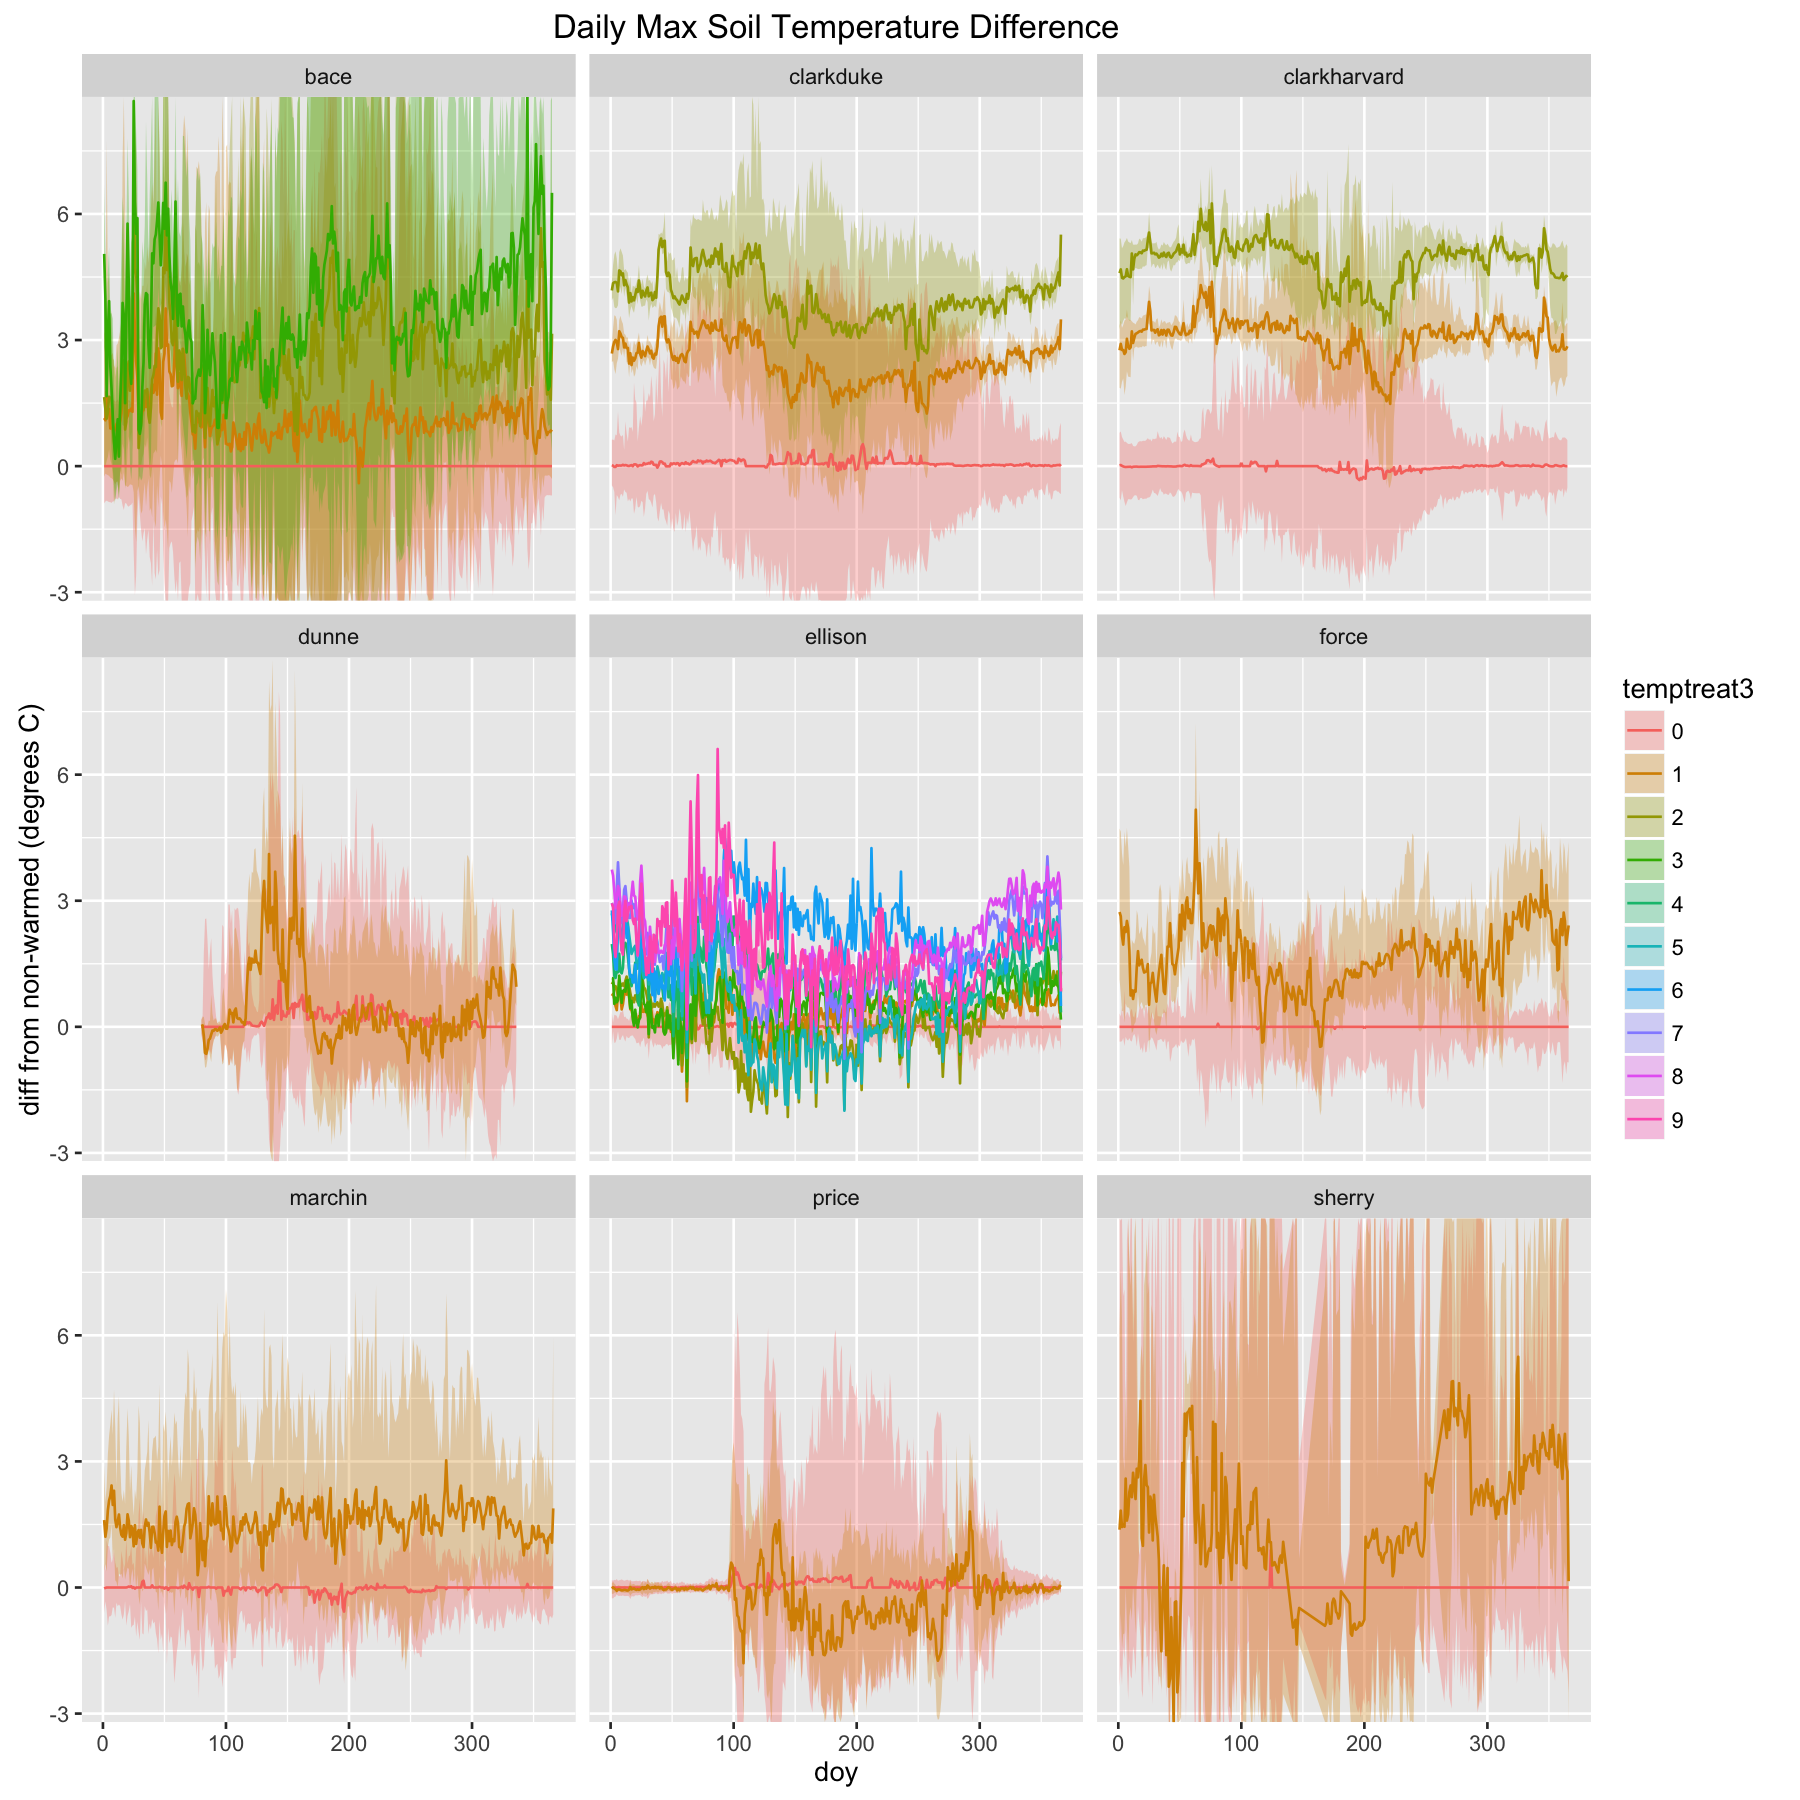 Daily Max Soil Temperature Difference
bace
clarkduke
clarkharvard
6
3
0
-3
dunne
ellison
force
6
3
0
-3
marchin
price
sherry
6
3
0
-3
0 100 200 300
0 100 200 300
0 100 200 300
doy
diff from non-warmed (degrees C)
temptreat3
0
1
2
3
4
5
6
7
8
9